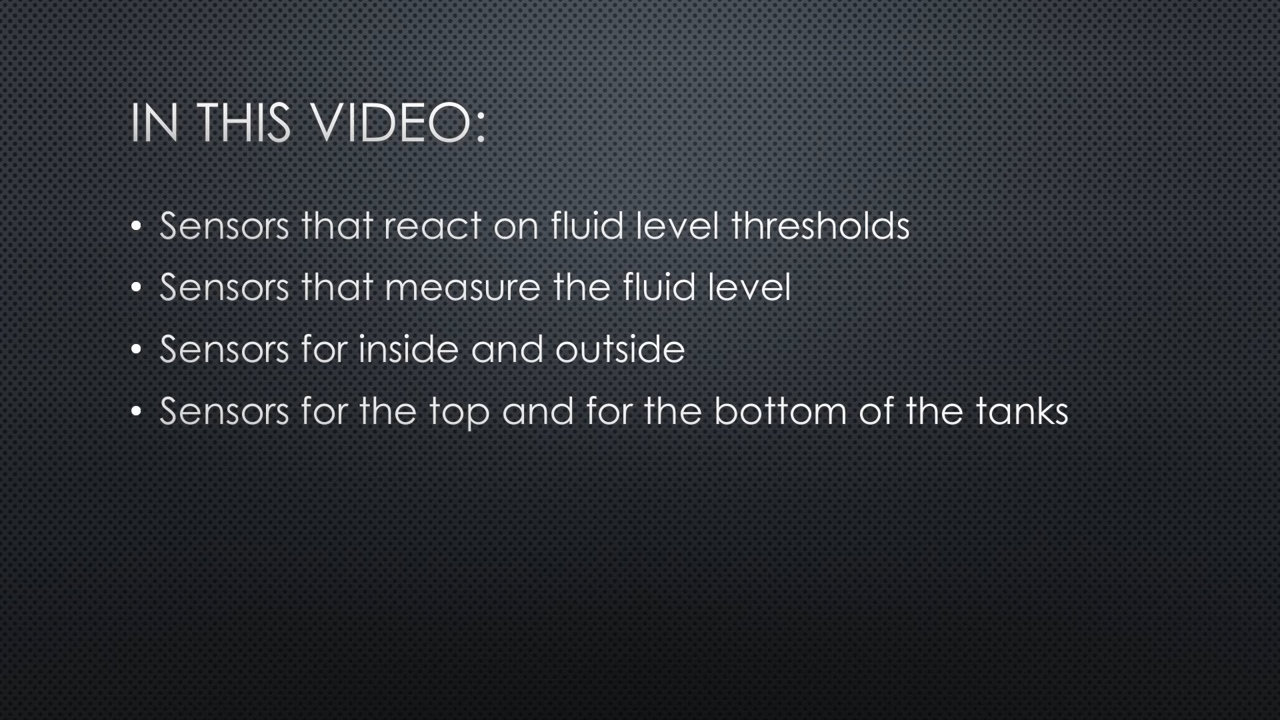 IN THIS VIDEO:
• Sensors that react on fluid level thresholds
• Sensors that measure the fluid level
• Sensors for inside and outside
• Sensors for the top and for the bottom of the tanks